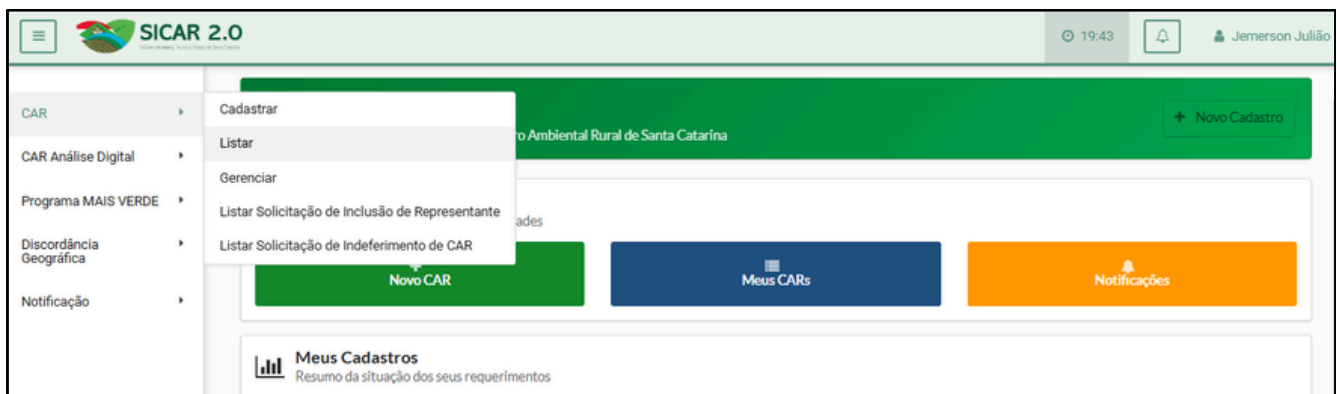 SICAR 2.0
19:43
Jemerson Julião
CAR
CAR Análise Digital
Programa MAIS VERDE
Discordância
Geográfica
Notificação
Cadastrar
Listar
Gerenciar
Listar Solicitação de Inclusão de Representante
Listar Solicitação de Indeferimento de CAR
ro Ambiental Rural de Santa Catarina
+ Novo Cadastro
ades
Novo CAR
Meus CARs
Notificações
Meus Cadastros
Resumo da situação dos seus requerimentos